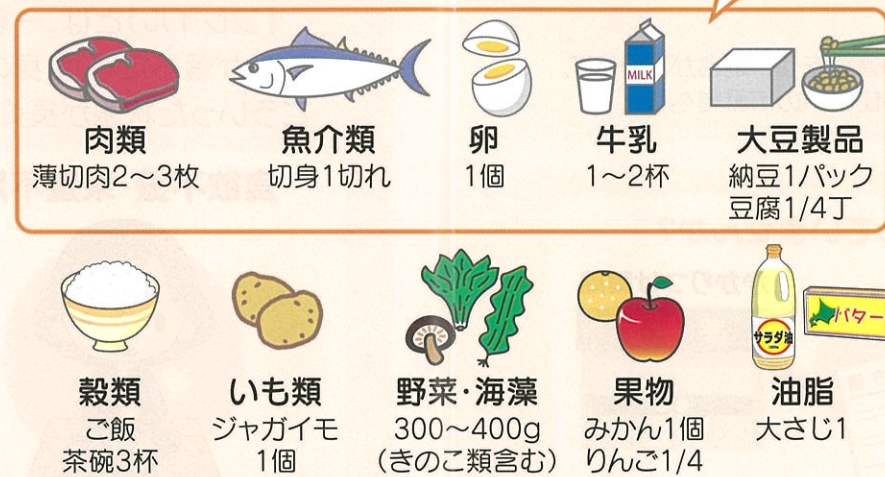 MILK
肉類
薄切肉2〜3枚
魚介類
切身1切れ
卵
1個
牛乳
1〜2杯
大豆製品
納豆1パック
豆腐1/4丁
サラダ油
バター
穀類
ご飯
茶碗3杯
いも類
ジャガイモ
1個
野菜・海藻
300〜400g
（きのこ類含む）
果物
みかん1個
りんご1/4
油脂
大さじ1